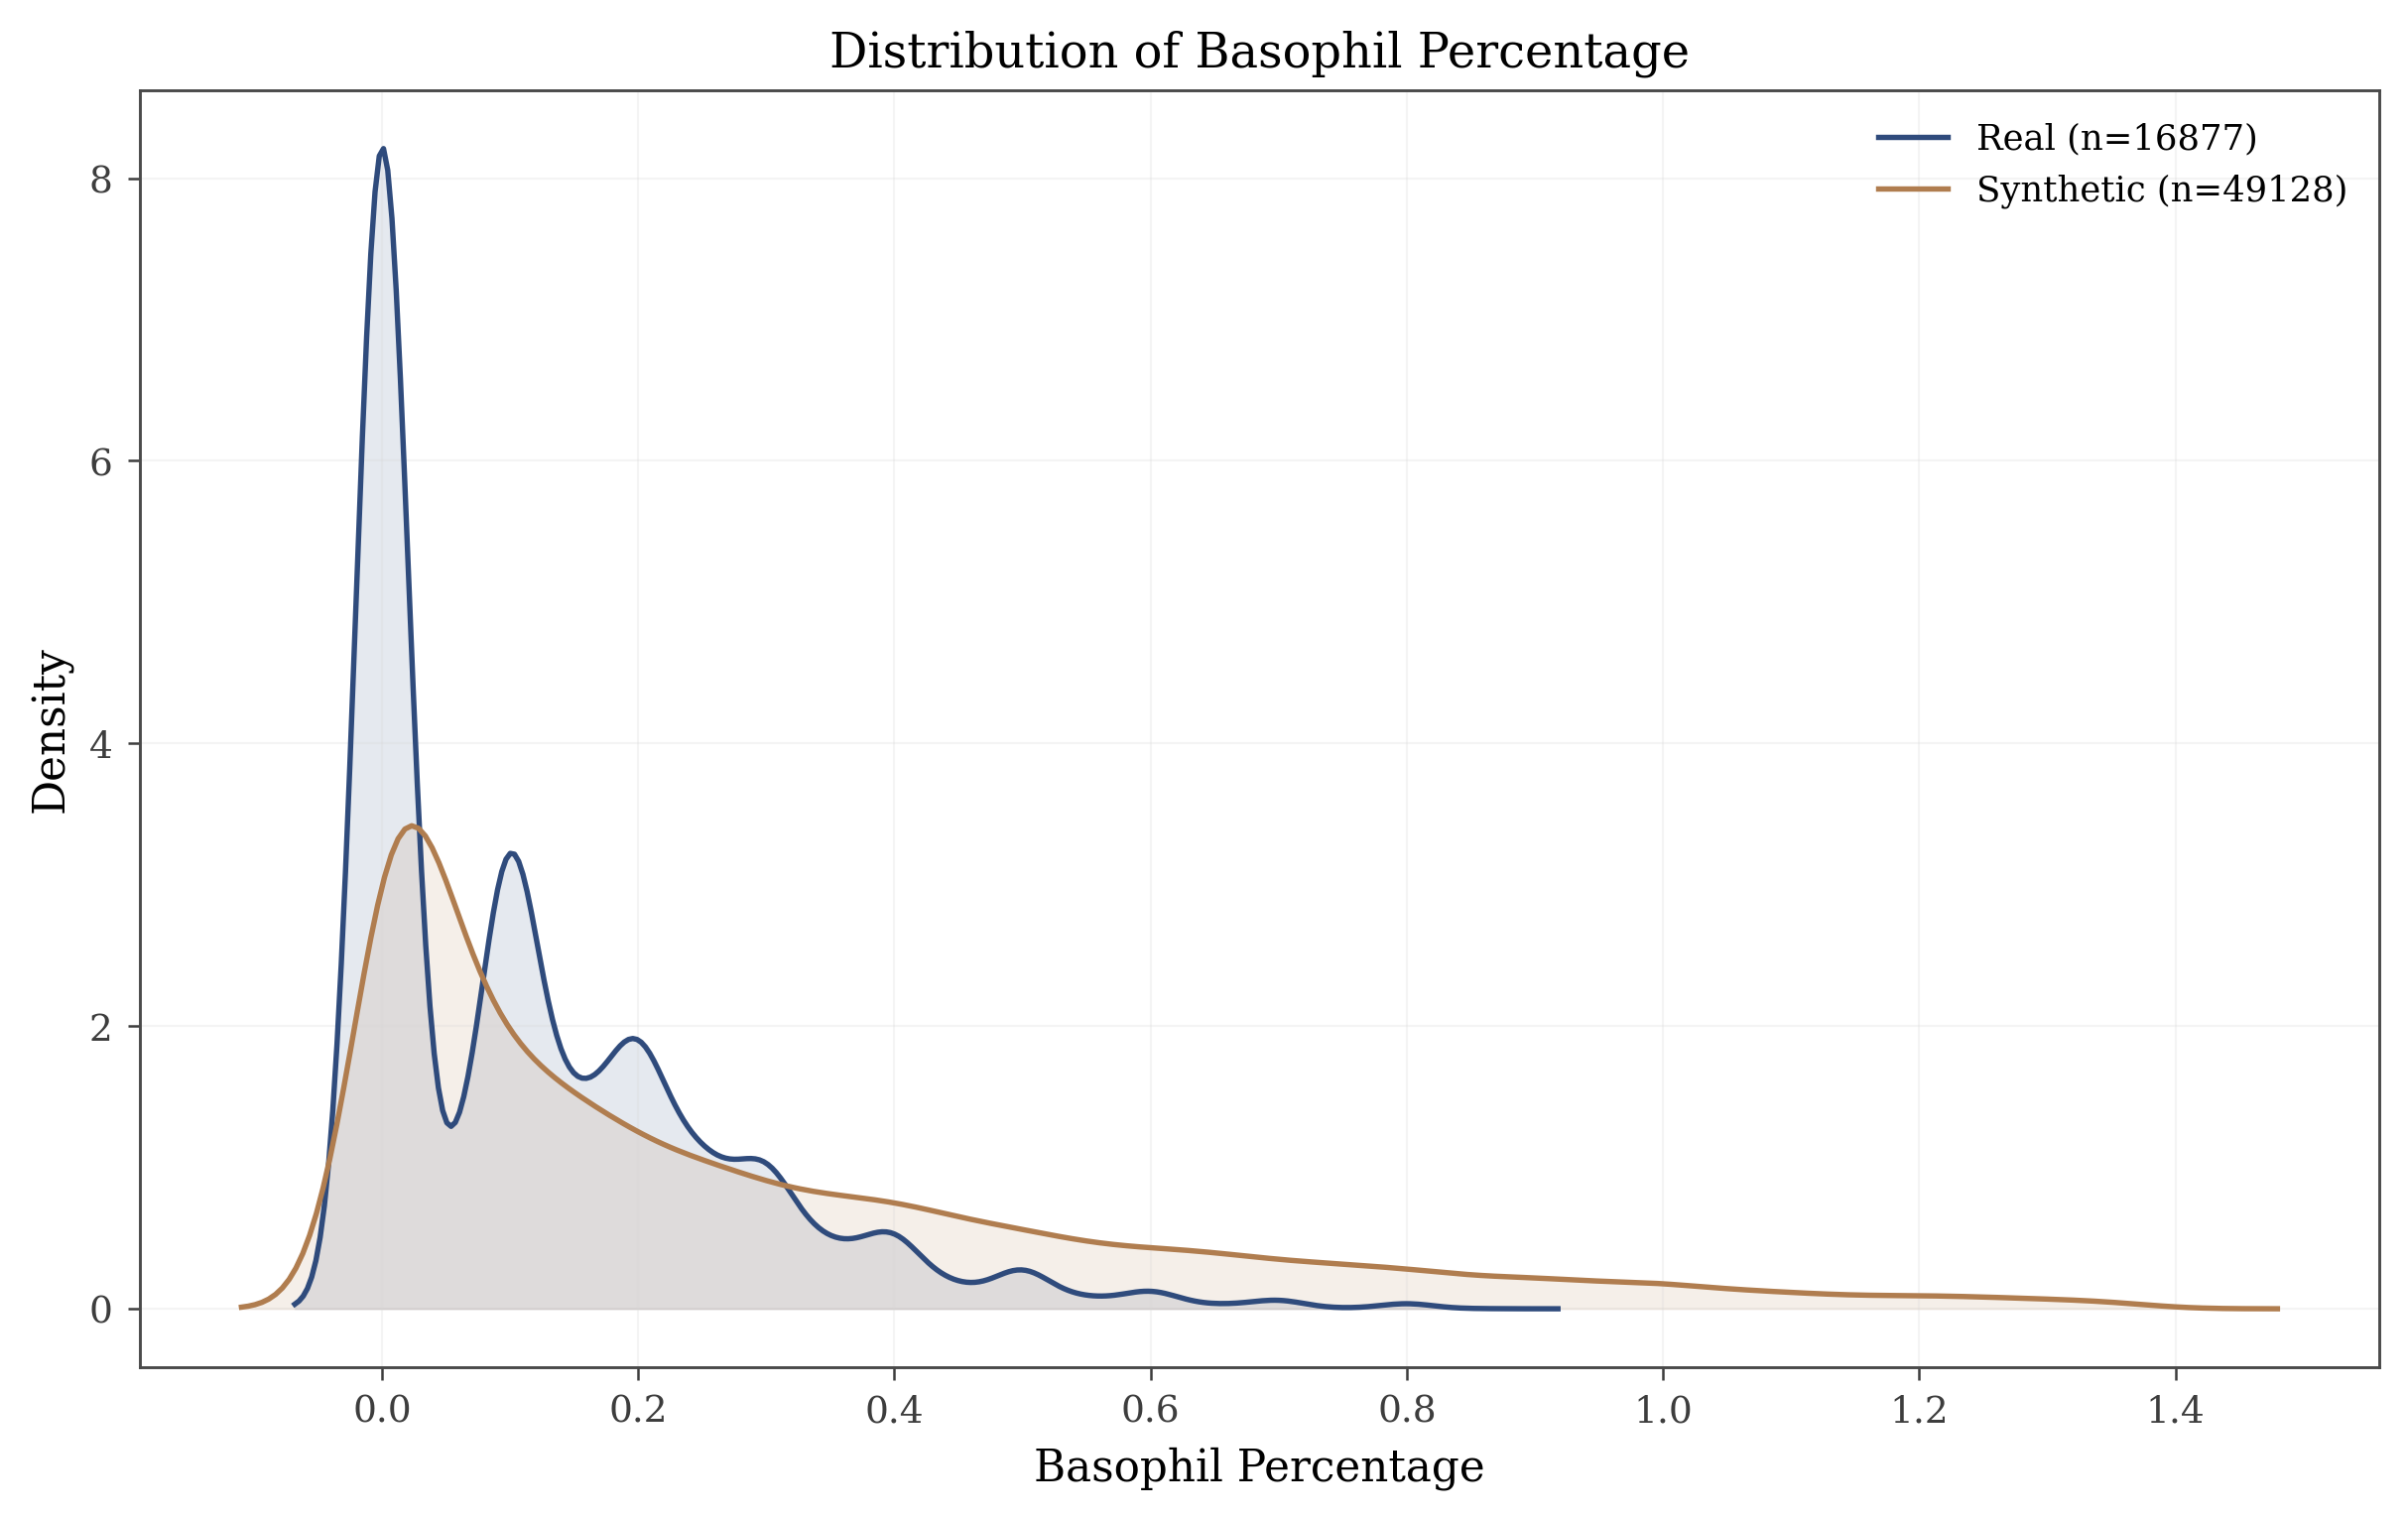 Distribution of Basophil Percentage
Real (n=16877)
Synthetic (n=49128)
Density
8
6
4
2
0
0.0 0.2 0.4 0.6 0.8 1.0 1.2 1.4
Basophil Percentage